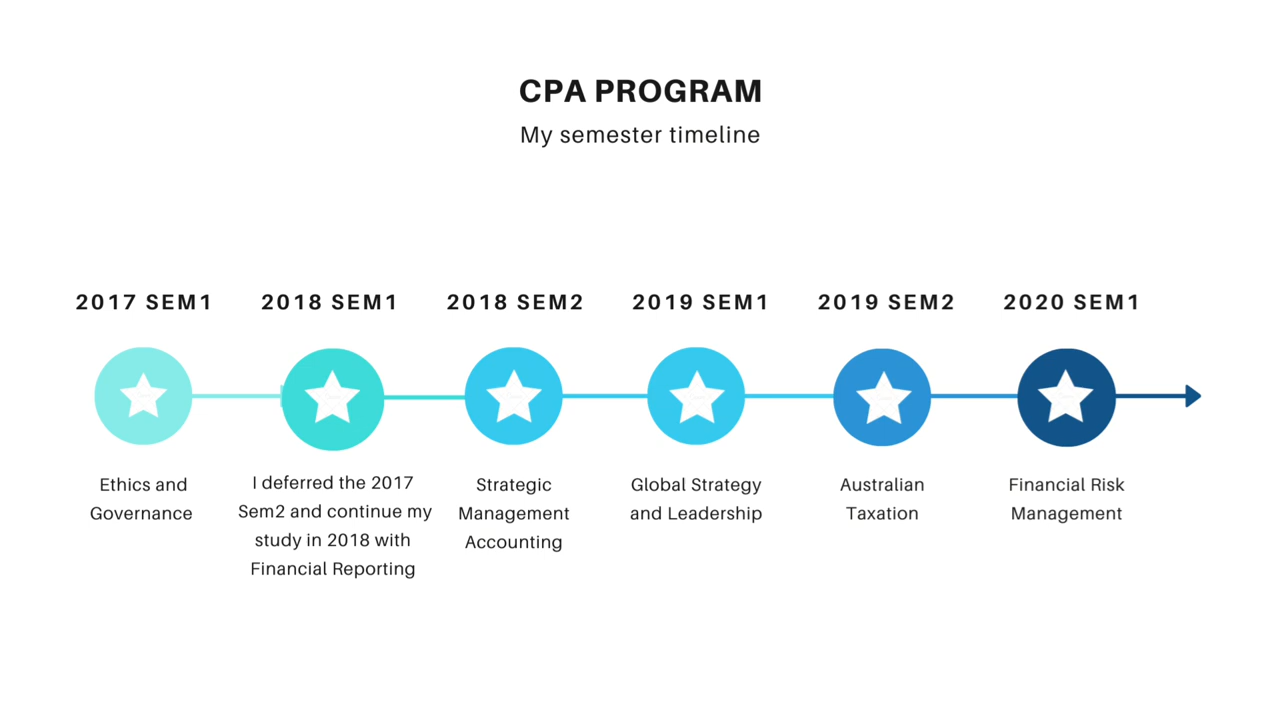 CPA PROGRAM
My semester timeline
2017 SEM1
2018 SEM1
2018 SEM2
2019 SEM1
2019 SEM2
2020 SEM1
Ethics and
Governance
I deferred the 2017
Sem2 and continue my
study in 2018 with
Financial Reporting
Strategic
Management
Accounting
Global Strategy
and Leadership
Australian
Taxation
Financial Risk
Management